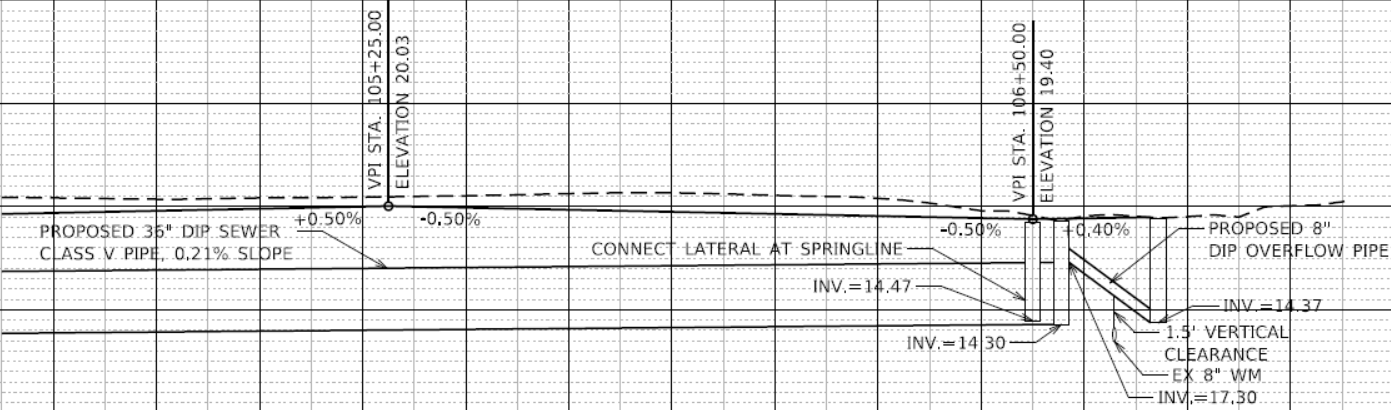 VPI STA. 105+25.00
ELEVATION 20.03
VPI STA. 106+50.00
ELEVATION 19.40
+0.50%
-0.50%
-0.50%
+0.40%
PROPOSED 36" DIP SEWER
CLASS V PIPE, 0.21% SLOPE
CONNECT LATERAL AT SPRINGLINE
PROPOSED 8"
DIP OVERFLOW PIPE
INV.=14.47
INV.=14.37
INV.=14.30
1.5' VERTICAL
CLEARANCE
EX 8" WM
INV.=17.30